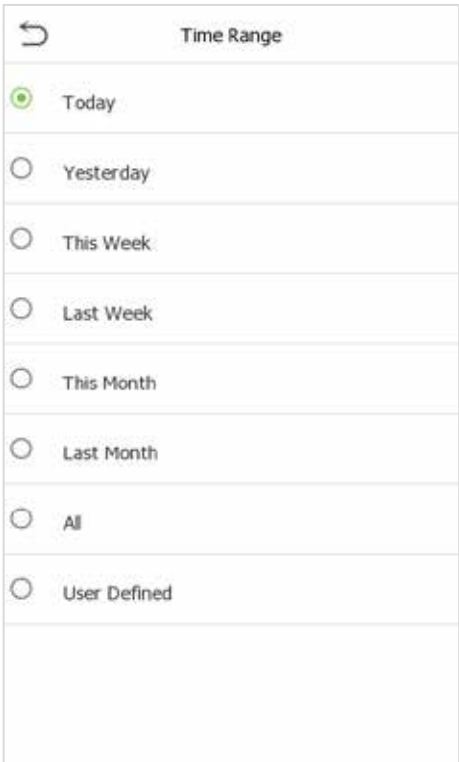 Time Range
Today
Yesterday
This Week
Last Week
This Month
Last Month
All
User Defined